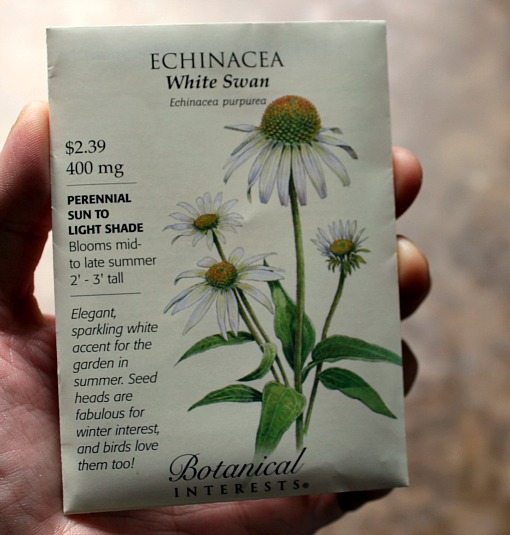 ECHINACEA
White Swan
Echinacea purpurea
$2.39
400 mg
PERENNIAL
SUN TO
LIGHT SHADE
Blooms mid-
to late summer
2' - 3' tall
Elegant,
sparkling white
accent for the
garden in
summer. Seed
heads are
fabulous for
winter interest,
and birds love
them too!
Botanical
INTERESTS®